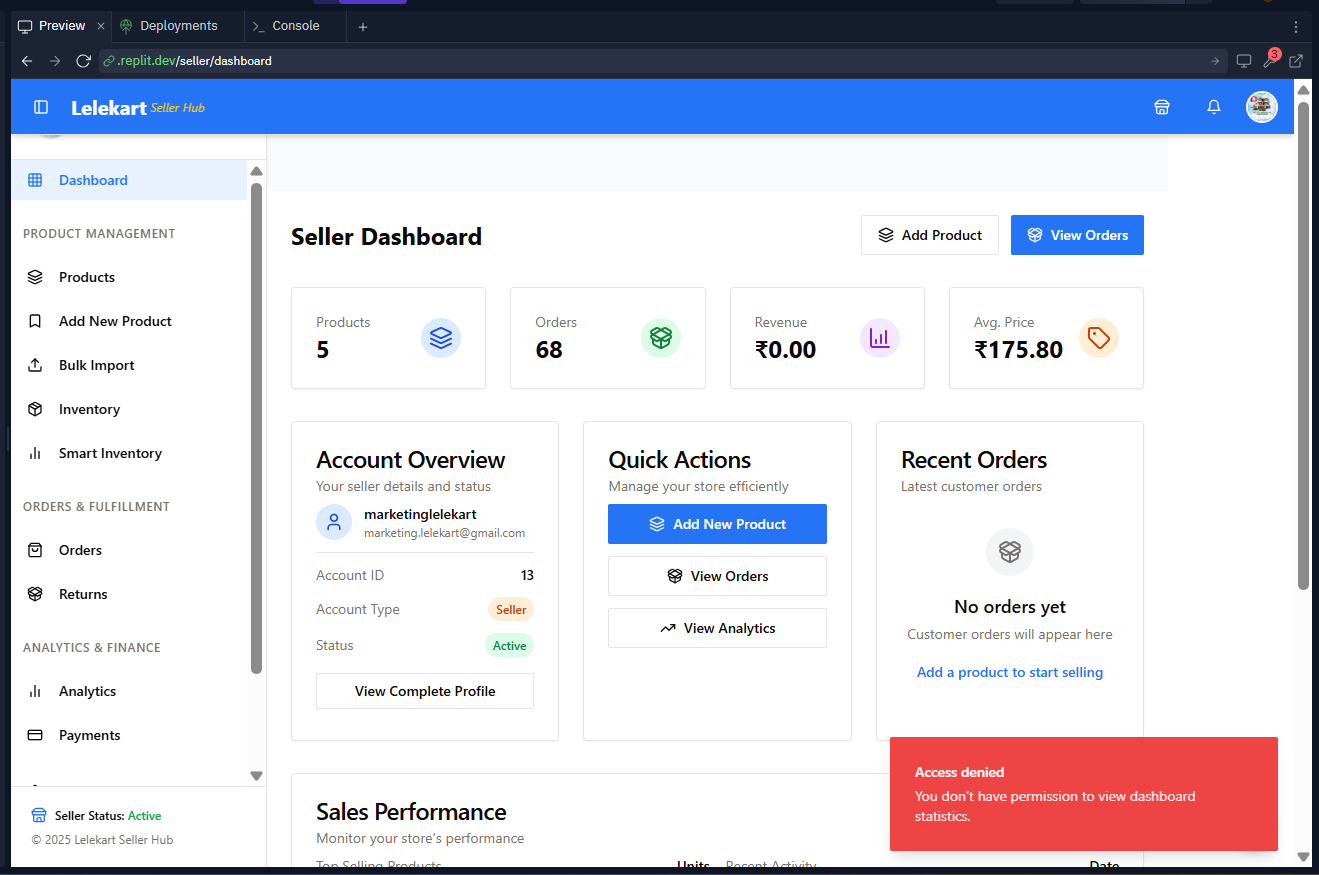 Preview
Deployments
Console
.replit.dev/seller/dashboard
3
Lelekart Seller Hub
Dashboard
PRODUCT MANAGEMENT
Products
Add New Product
Bulk Import
Inventory
Smart Inventory
ORDERS & FULFILLMENT
Orders
Returns
ANALYTICS & FINANCE
Analytics
Payments
Seller Status: Active
© 2025 Lelekart Seller Hub
Seller Dashboard
Add Product
View Orders
Products
5
Orders
68
Revenue
₹0.00
Avg. Price
₹175.80
Account Overview
Your seller details and status
marketinglelekart
marketing.lelekart@gmail.com
Account ID 13
Account Type Seller
Status Active
View Complete Profile
Quick Actions
Manage your store efficiently
Add New Product
View Orders
View Analytics
Recent Orders
Latest customer orders
No orders yet
Customer orders will appear here
Add a product to start selling
Sales Performance
Monitor your store's performance
Top Selling Products Units Recent Activity Date
Access denied
You don't have permission to view dashboard
statistics.